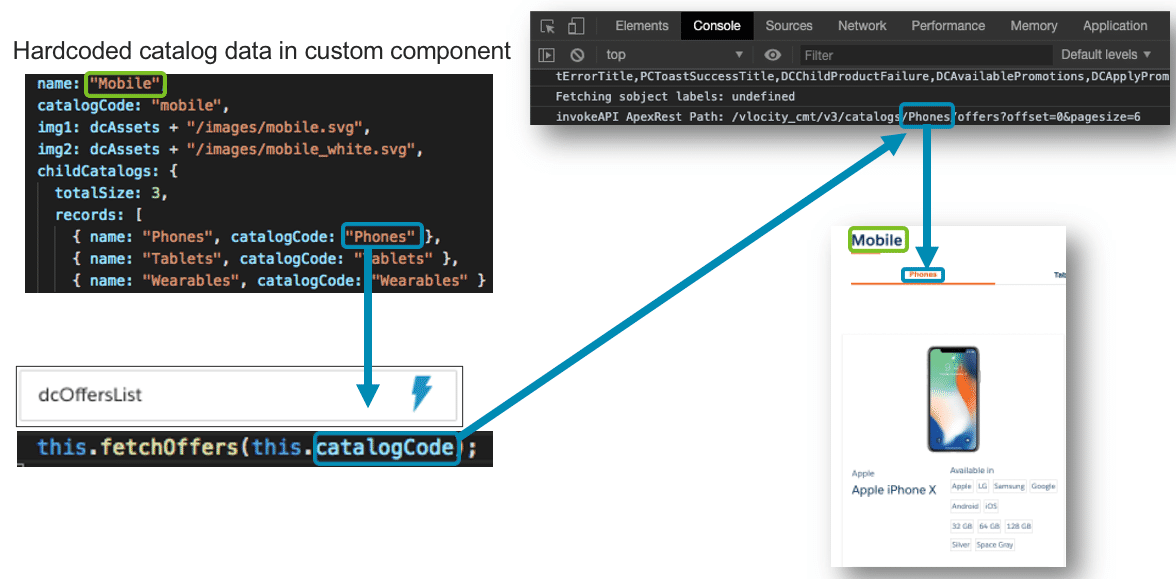 Hardcoded catalog data in custom component
name: "Mobile"
catalogCode: "mobile",
img1: dcAssets + "/images/mobile.svg",
img2: dcAssets + "/images/mobile_white.svg",
childCatalogs: {
totalSize: 3,
records: [
{ name: "Phones", catalogCode: "Phones" },
{ name: "Tablets", catalogCode: "Tablets" },
{ name: "Wearables", catalogCode: "Wearables" }
dcOffersList
this.fetchOffers(this.catalogCode);
Elements Console Sources Network Performance Memory Application
top Filter Default levels
tErrorTitle,PCToastSuccessTitle,DCChildProductFailure,DCAvailablePromotions,DCApplyProm
Fetching sobject labels: undefined
invokeAPI ApexRest Path: /vlocity_cmt/v3/catalogs/Phones/offers?offset=0&pagesize=6
Mobile
Phones Tab
Apple
Apple iPhone X
Available in
Apple LG Samsung Google
Android iOS
32 GB 64 GB 128 GB
Silver Space Gray